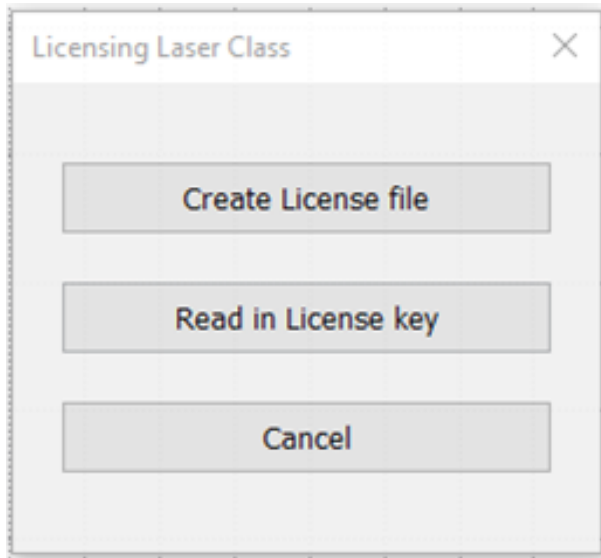 Licensing Laser Class
Create License file
Read in License key
Cancel